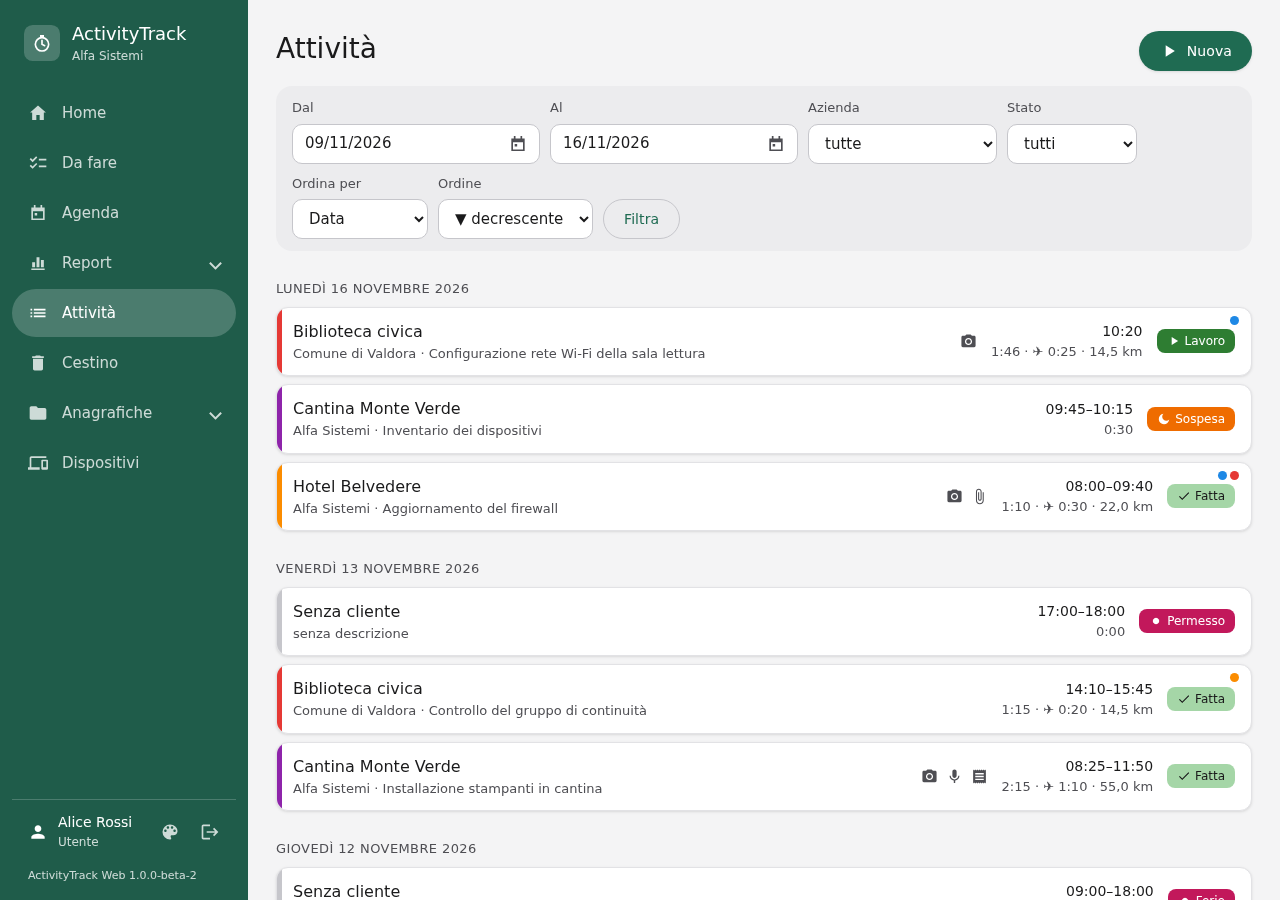 ActivityTrack
Alfa Sistemi
Home
Da fare
Agenda
Report
Attività
Cestino
Anagrafiche
Dispositivi
Alice Rossi
Utente
ActivityTrack Web 1.0.0-beta-2
Attività
Nuova
Dal
Al
Azienda
Stato
09/11/2026
16/11/2026
tutte
tutti
Ordina per
Ordine
Data
▼ decrescente
Filtra
LUNEDÌ 16 NOVEMBRE 2026
Biblioteca civica
Comune di Valdora · Configurazione rete Wi-Fi della sala lettura
10:20
1:46 · ✈ 0:25 · 14,5 km
Lavoro
Cantina Monte Verde
Alfa Sistemi · Inventario dei dispositivi
09:45–10:15
0:30
Sospesa
Hotel Belvedere
Alfa Sistemi · Aggiornamento del firewall
08:00–09:40
1:10 · ✈ 0:30 · 22,0 km
Fatta
VENERDÌ 13 NOVEMBRE 2026
Senza cliente
senza descrizione
17:00–18:00
0:00
Permesso
Biblioteca civica
Comune di Valdora · Controllo del gruppo di continuità
14:10–15:45
1:15 · ✈ 0:20 · 14,5 km
Fatta
Cantina Monte Verde
Alfa Sistemi · Installazione stampanti in cantina
08:25–11:50
2:15 · ✈ 1:10 · 55,0 km
Fatta
GIOVEDÌ 12 NOVEMBRE 2026
Senza cliente
09:00–18:00
Ferie